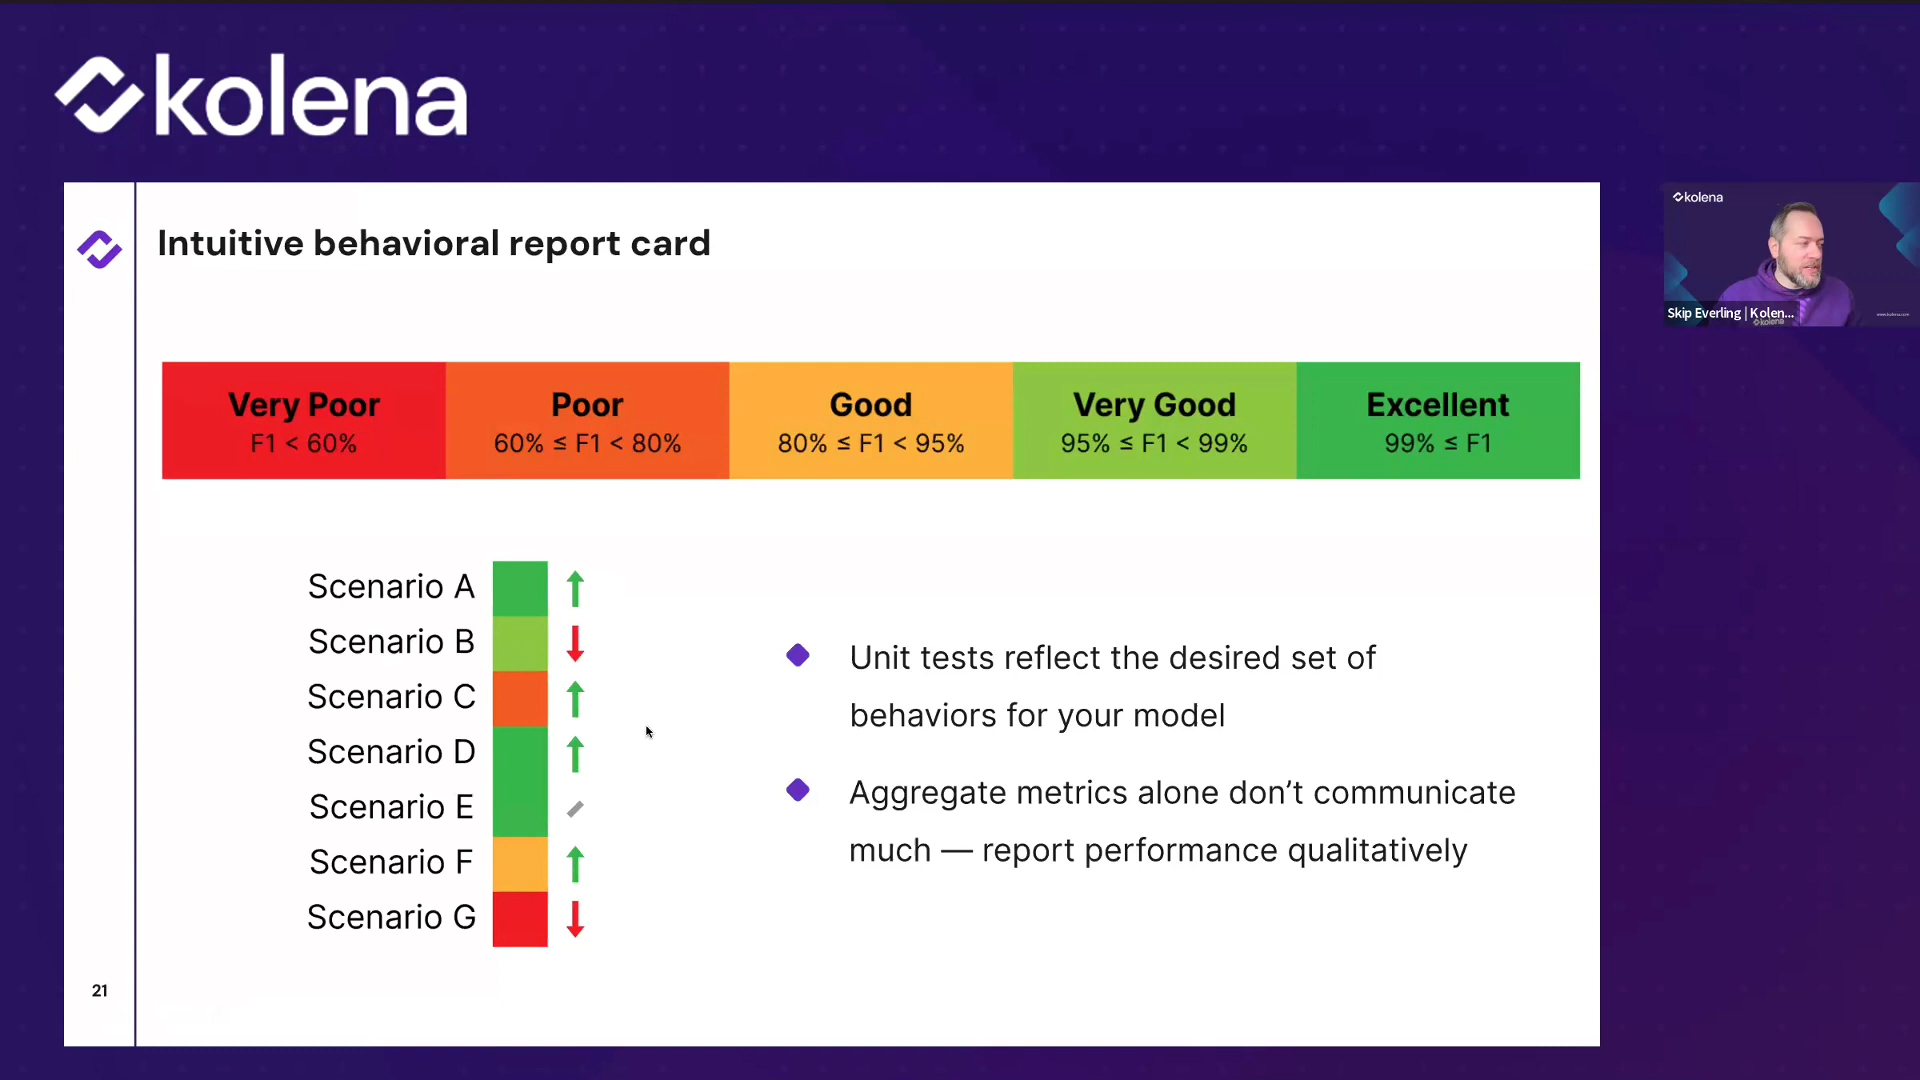 kolena
Intuitive behavioral report card
Very Poor
F1 < 60%
Poor
60% ≤ F1 < 80%
Good
80% ≤ F1 < 95%
Very Good
95% ≤ F1 < 99%
Excellent
99% ≤ F1
Scenario A
Scenario B
Scenario C
Scenario D
Scenario E
Scenario F
Scenario G
Unit tests reflect the desired set of
behaviors for your model
Aggregate metrics alone don’t communicate
much — report performance qualitatively
21
kolena
Skip Everling | Kolen...
kolena